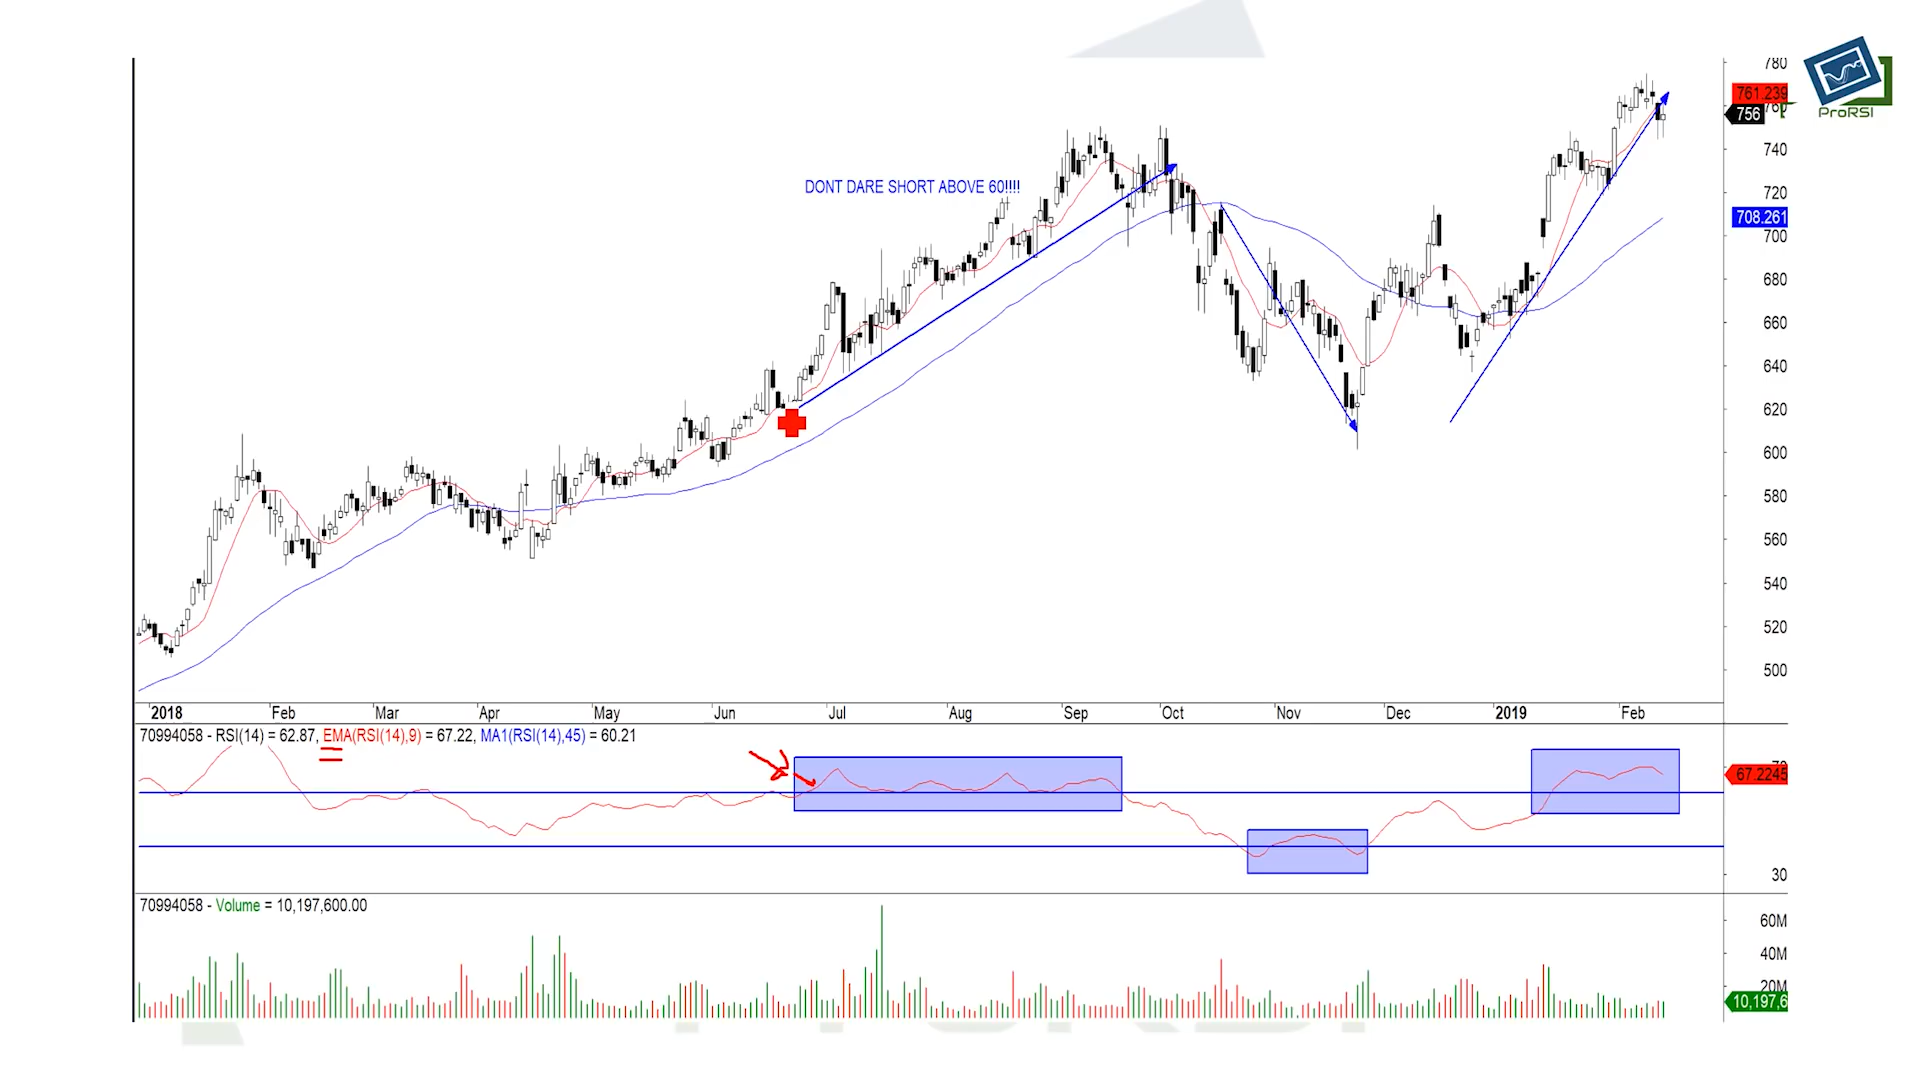 780
761.239
756
ProRSI
740
DONT DARE SHORT ABOVE 60!!!!
720
708.261
700
680
660
640
620
600
580
560
540
520
500
2018 Feb Mar Apr May Jun Jul Aug Sep Oct Nov Dec 2019 Feb
70994058 - RSI(14) = 62.87, EMA(RSI(14),9) = 67.22, MA1(RSI(14),45) = 60.21
67.2245
30
70994058 - Volume = 10,197,600.00
60M
40M
20M
10,197,6